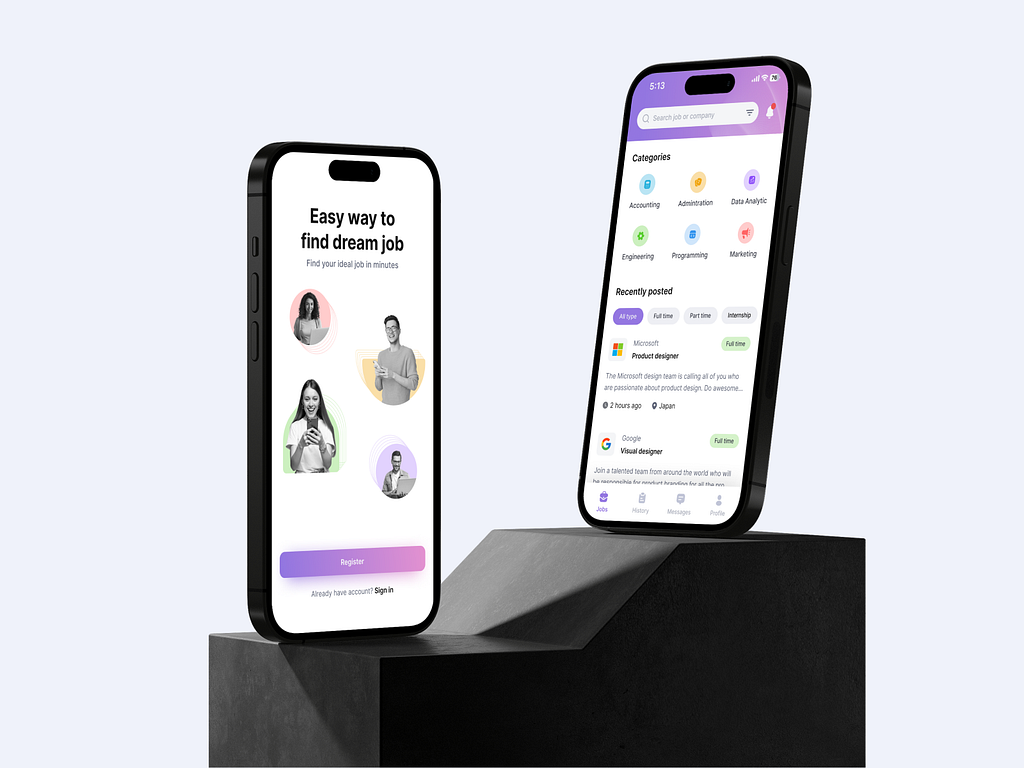 Easy way to
find dream job
Find your ideal job in minutes
Register
Already have account? Sign in
5:13
76
Search job or company
Categories
Accounting
Admintration
Data Analytic
Engineering
Programming
Marketing
Recently posted
All type
Full time
Part time
Internship
Microsoft
Product designer
Full time
The Microsoft design team is calling all of you who
are passionate about product design. Do awesome...
2 hours ago
Japan
Google
Visual designer
Full time
Join a talented team from around the world who will
be responsible for product branding for all the pro
Jobs
History
Messages
Profile